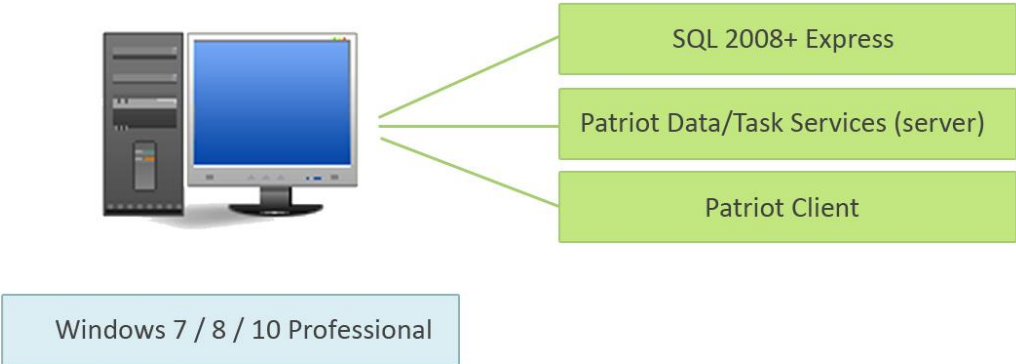 SQL 2008+ Express
Patriot Data/Task Services (server)
Patriot Client
Windows 7 / 8 / 10 Professional